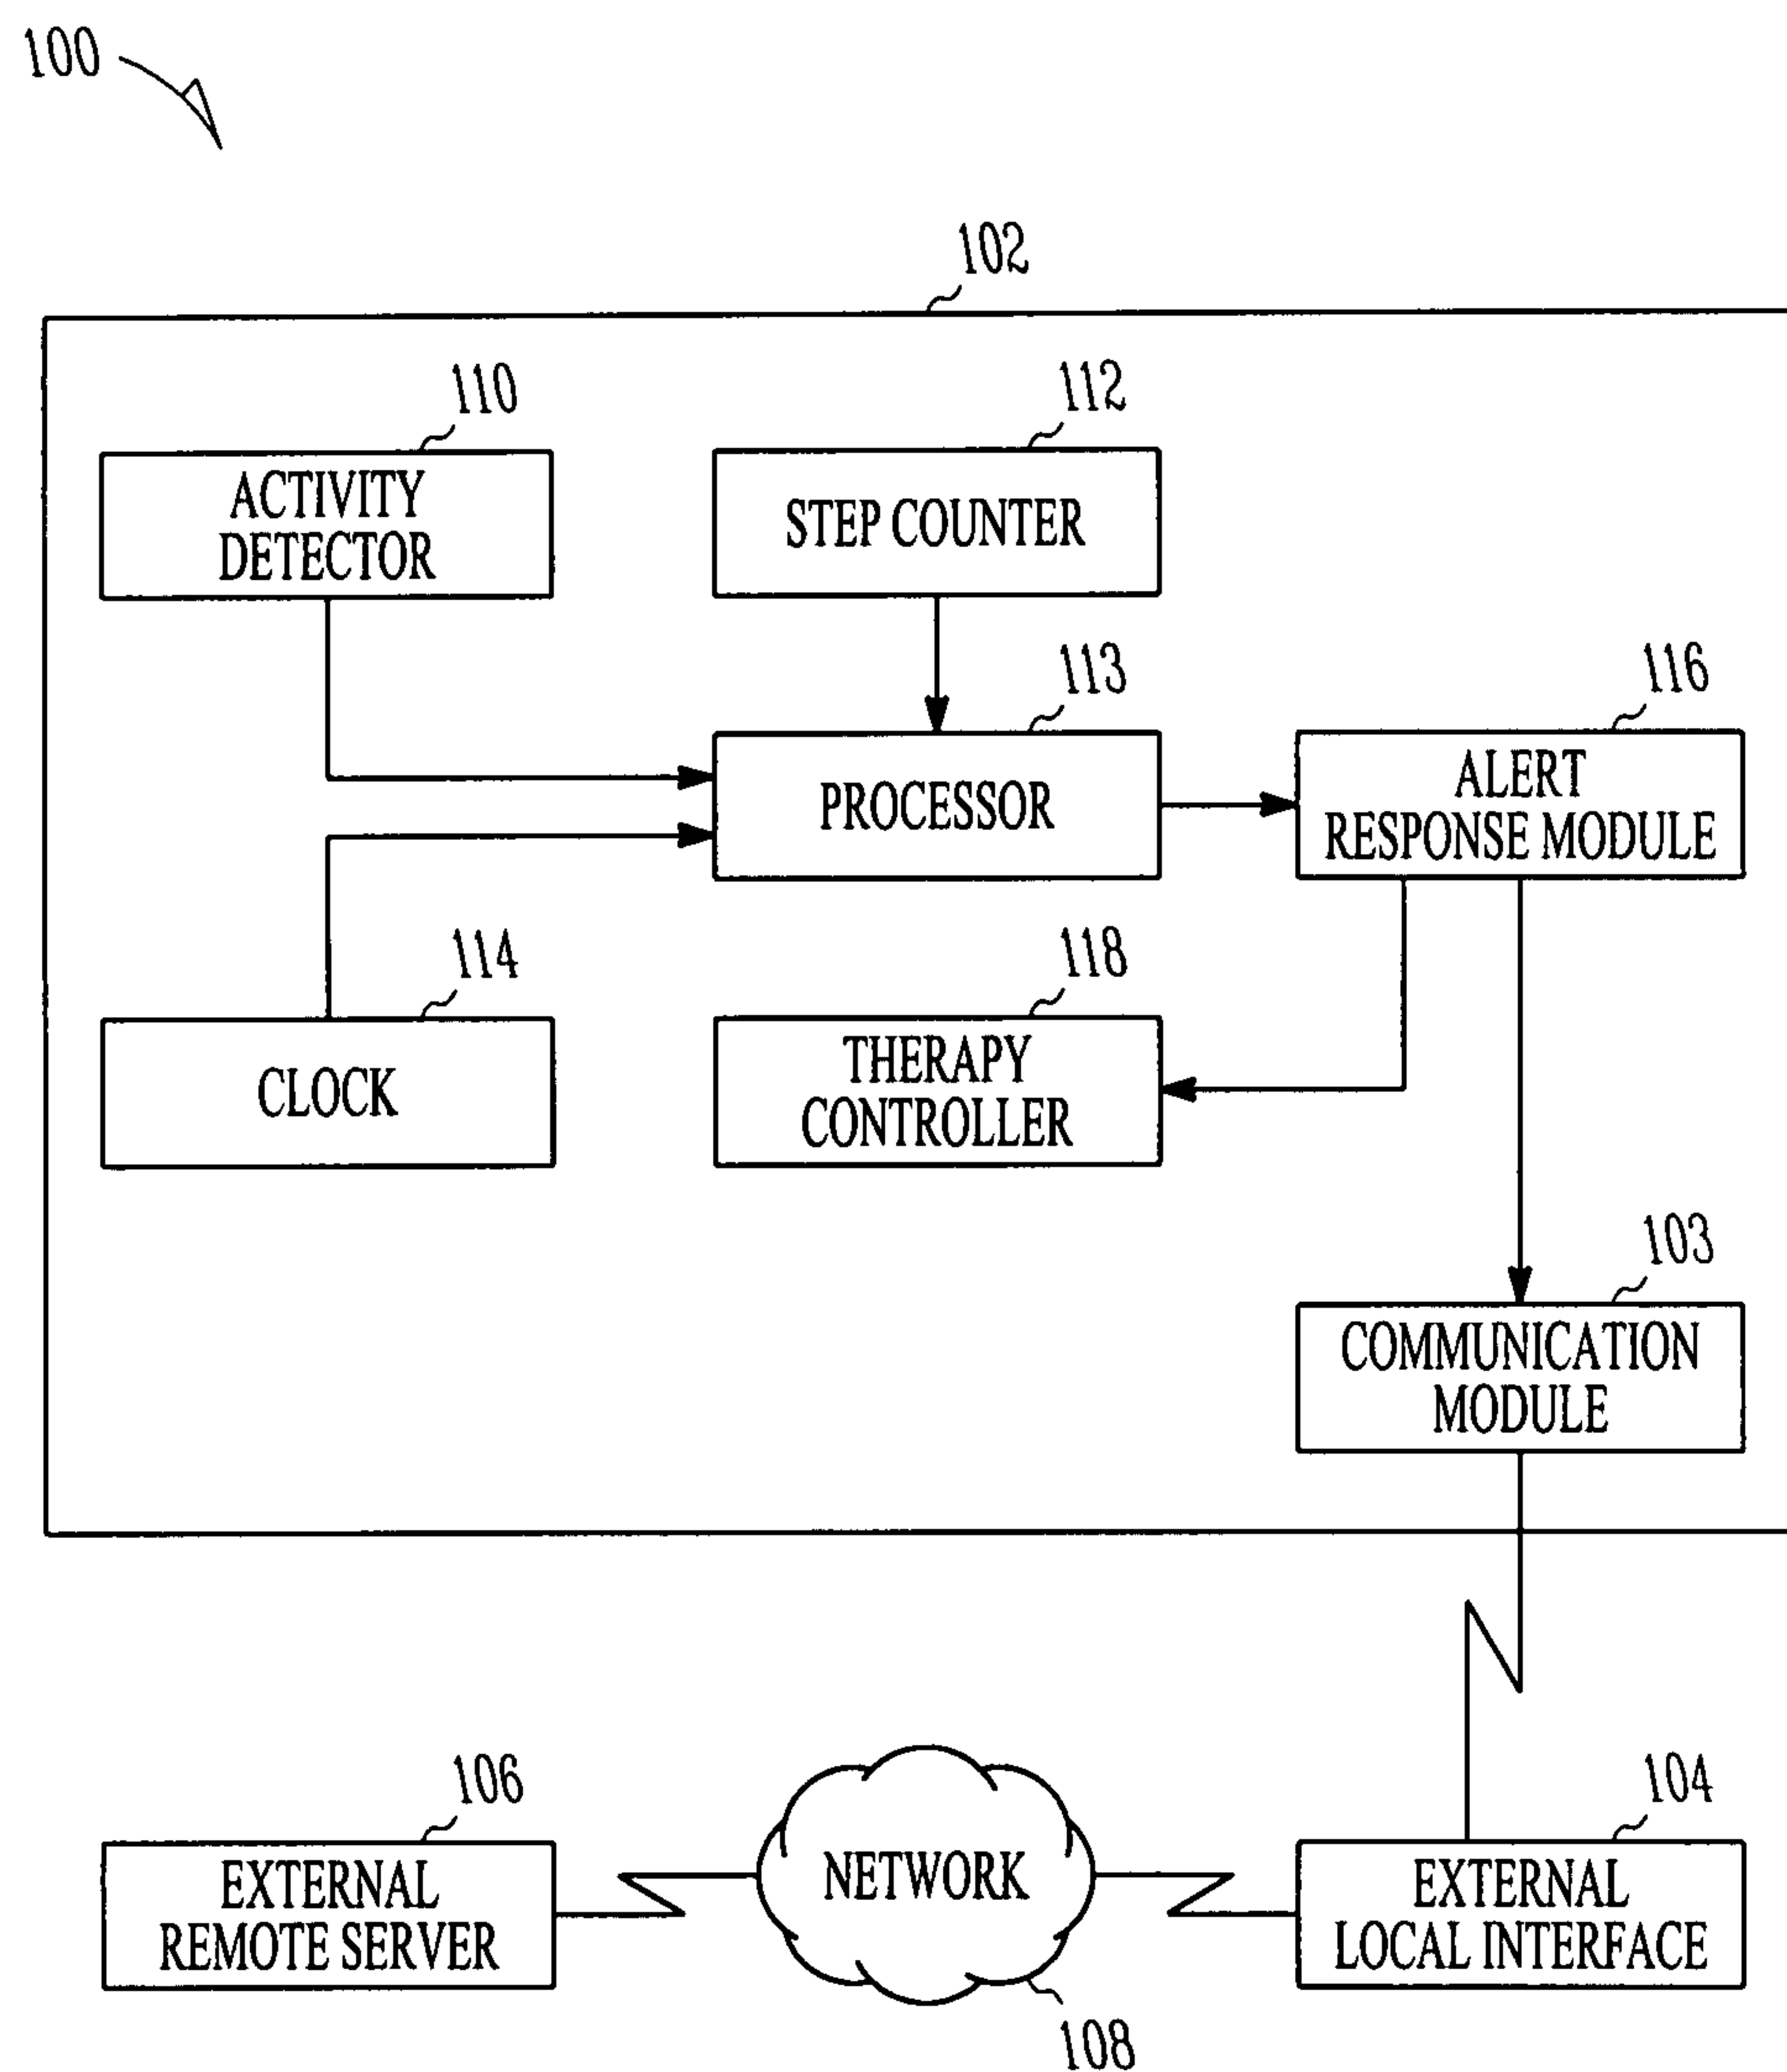 100
102
110
ACTIVITY
DETECTOR
112
STEP COUNTER
113
PROCESSOR
116
ALERT
RESPONSE MODULE
114
CLOCK
118
THERAPY
CONTROLLER
103
COMMUNICATION
MODULE
106
EXTERNAL
REMOTE SERVER
NETWORK
108
104
EXTERNAL
LOCAL INTERFACE